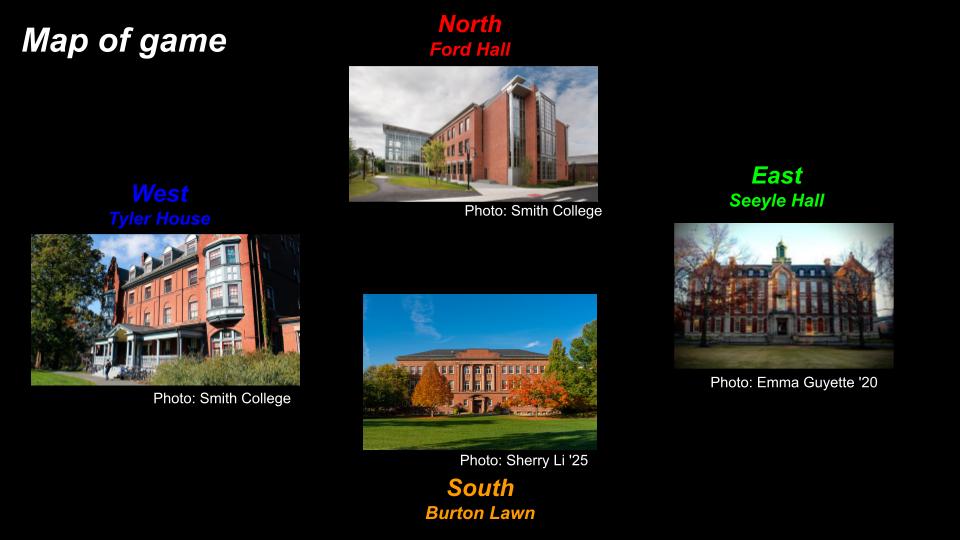 Map of game
North
Ford Hall
Photo: Smith College
West
Tyler House
Photo: Smith College
East
Seeyle Hall
Photo: Emma Guyette '20
Photo: Sherry Li '25
South
Burton Lawn